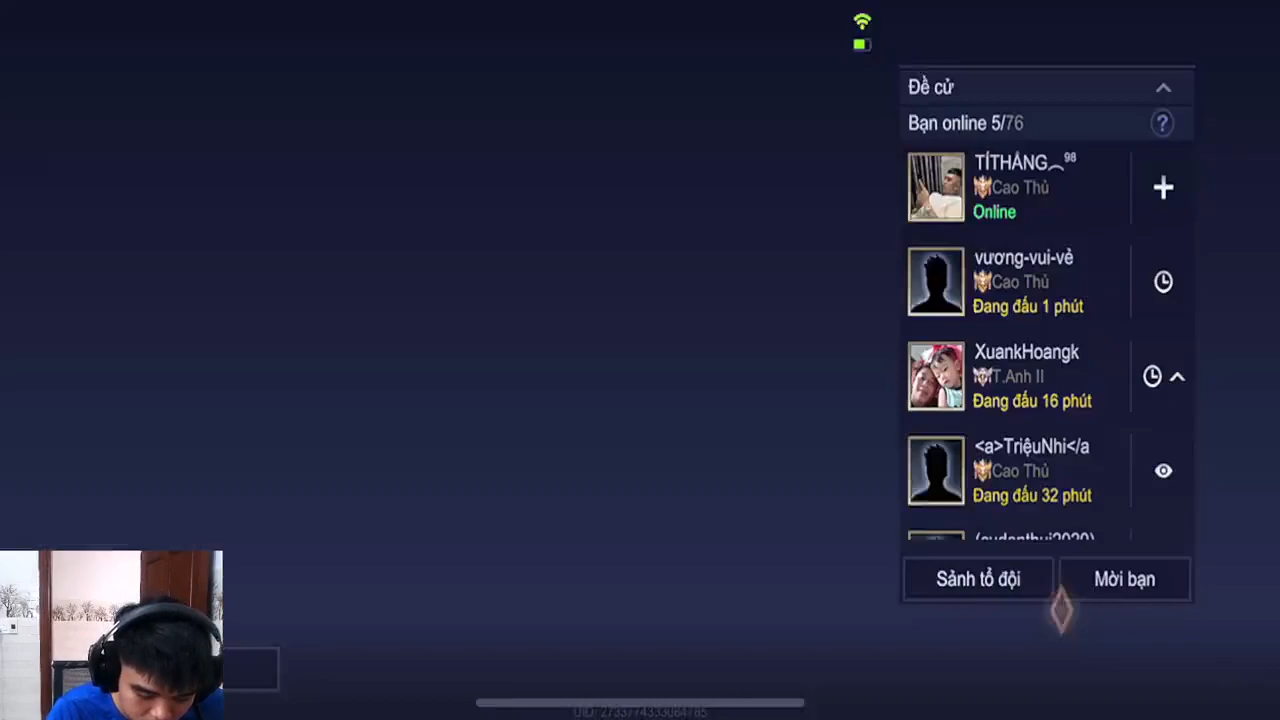 Đề cử
Bạn online 5/76
?
TÍTHẮNG︵⁹⁸
Cao Thủ
Online
vương-vui-vẻ
Cao Thủ
Đang đấu 1 phút
XuankHoangk
T.Anh II
Đang đấu 16 phút
<a>TriệuNhi</a
Cao Thủ
Đang đấu 32 phút
Sảnh tổ đội
Mời bạn